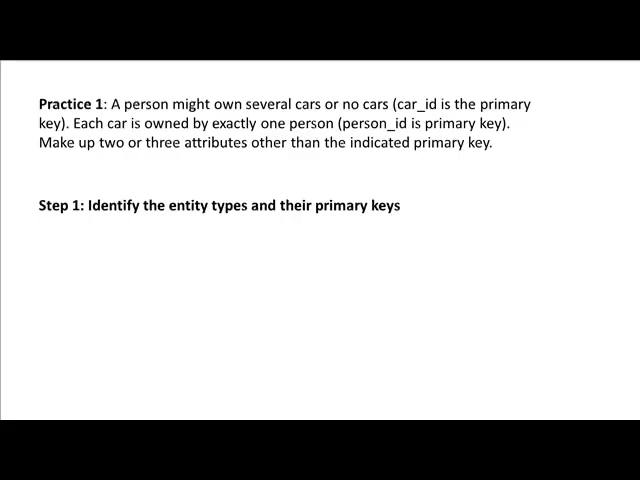 Practice 1: A person might own several cars or no cars (car_id is the primary
key). Each car is owned by exactly one person (person_id is primary key).
Make up two or three attributes other than the indicated primary key.
Step 1: Identify the entity types and their primary keys